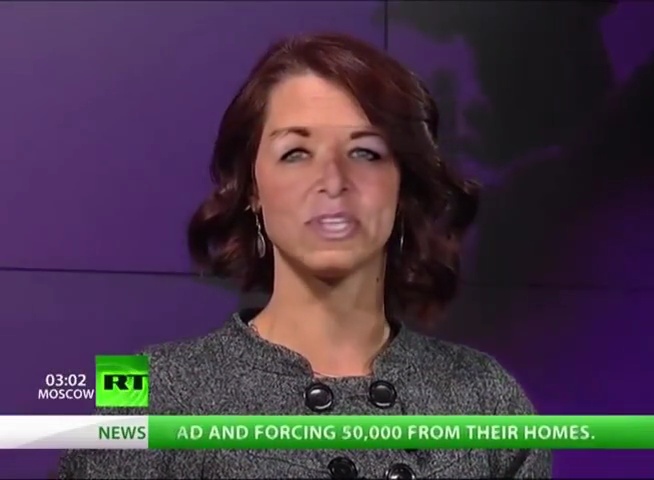 03:02
MOSCOW
RT
NEWS
AD AND FORCING 50,000 FROM THEIR HOMES.